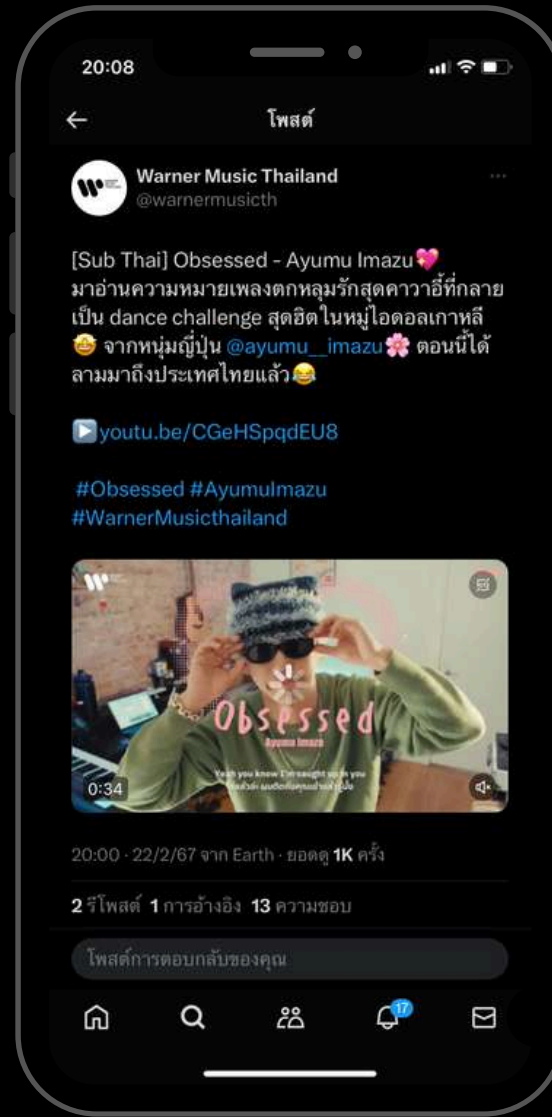 20:08
โพสต์
Warner Music Thailand
@warnermusicth
[Sub Thai] Obsessed - Ayumu Imazu💖
มาอ่านความหมายเพลงตกหลุมรักสุดคาวาอี้ที่กลาย
เป็น dance challenge สุดฮิตในหมู่ไอดอลเกาหลี
🤩 จากหนุ่มญี่ปุ่น @ayumu__imazu🌸 ตอนนี้ได้
ลามมาถึงประเทศไทยแล้ว😂
▶️youtu.be/CGeHSpqdEU8
#Obsessed #AyumuImazu
#WarnerMusicthailand
Obsessed
Ayumu Imazu
Yeah you know I'm caught up in you
0:34
20:00 · 22/2/67 จาก Earth · ยอดดู 1K ครั้ง
2 รีโพสต์ 1 การอ้างอิง 13 ความชอบ
โพสต์การตอบกลับของคุณ
17